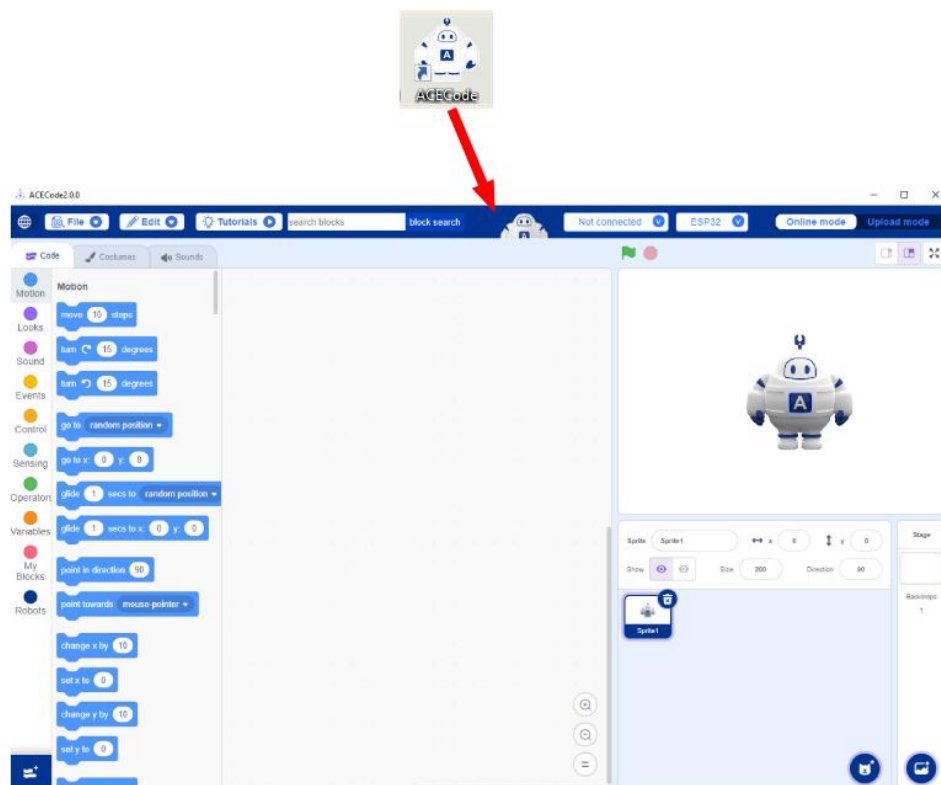 ACECode
ACECode2.0.0
File Edit Tutorials search blocks block search Not connected ESP32 Online mode Upload mode
Code Costumes Sounds
Motion
Looks
Sound
Events
Control
Sensing
Operators
Variables
My
Blocks
Robots
Motion
move 10 steps
turn 15 degrees
turn 15 degrees
go to random position
go to x: 0 y: 0
glide 1 secs to random position
glide 1 secs to x: 0 y: 0
point in direction 90
point towards mouse-pointer
change x by 10
set x to 0
change y by 10
set y to 0
A
A
Sprite Sprite1 x 0 y 0
Show Size 200 Direction 90
Sprite1
Stage
Backdrops
1